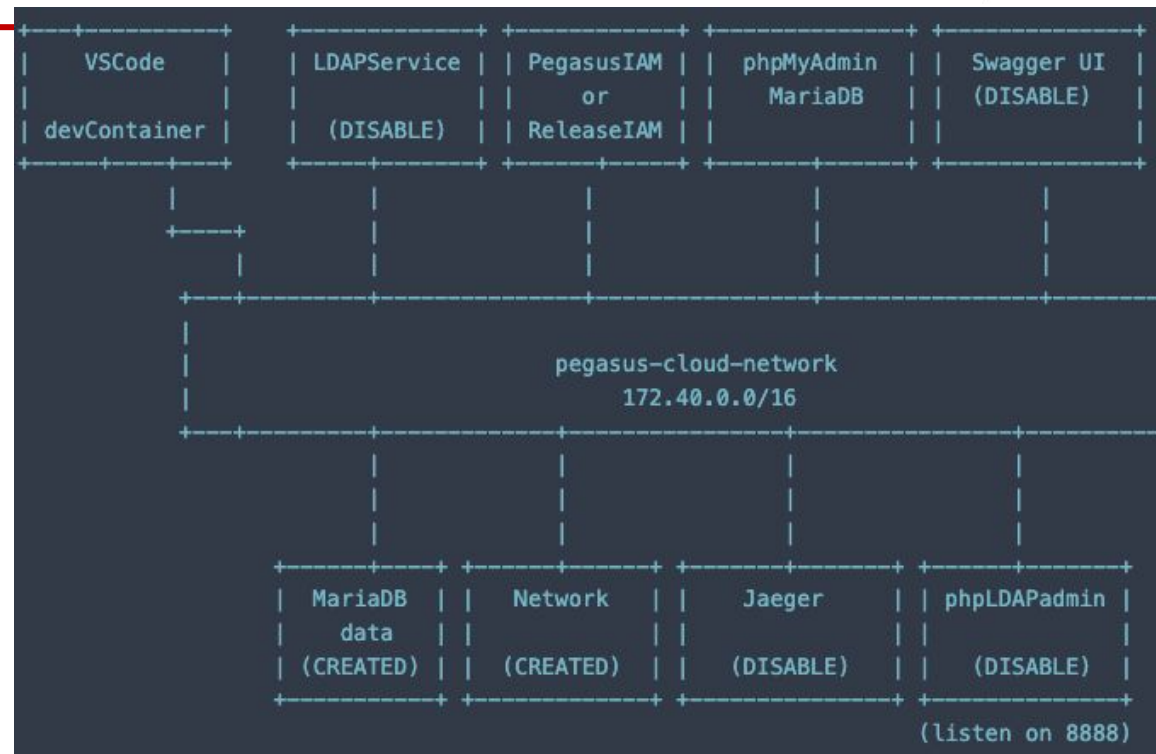 VSCode LDAPService PegasusIAM phpMyAdmin Swagger UI
or MariaDB (DISABLE)
devContainer (DISABLE) ReleaseIAM
pegasus-cloud-network
172.40.0.0/16
MariaDB Network Jaeger phpLDAPadmin
data
(CREATED) (CREATED) (DISABLE) (DISABLE)
(listen on 8888)